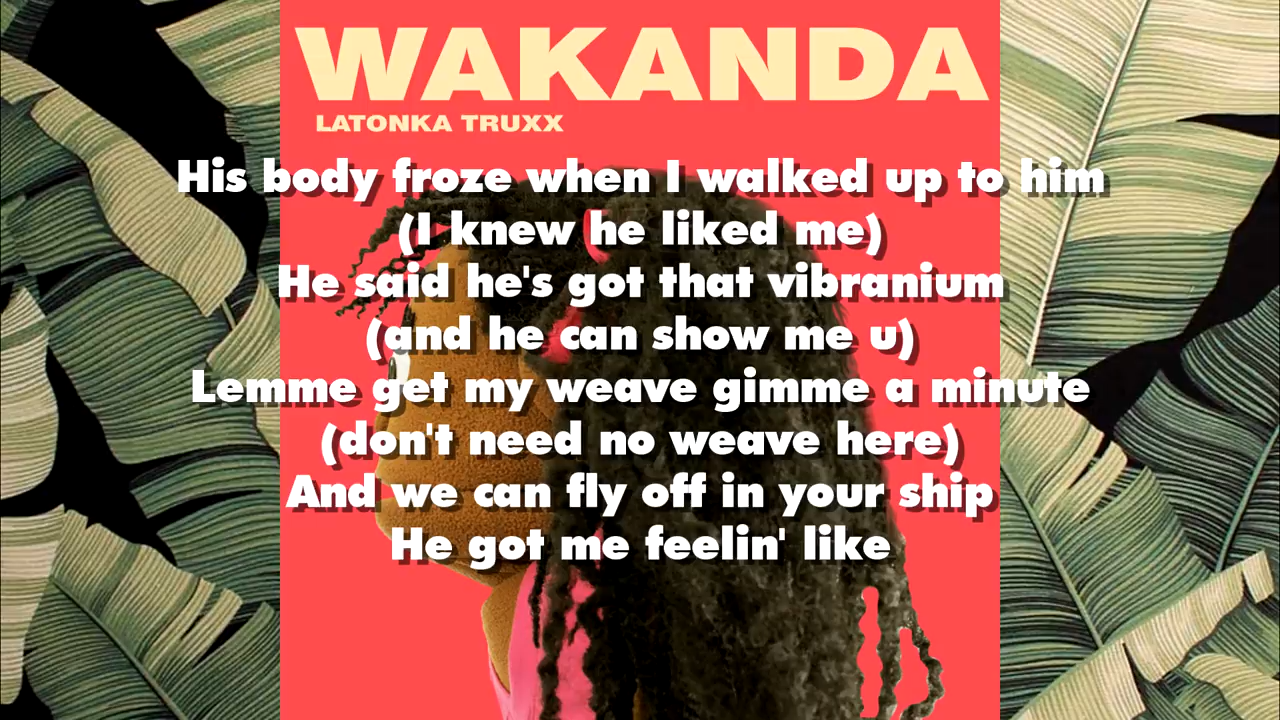 WAKANDA
LATONKA TRUXX
His body froze when I walked up to him
(I knew he liked me)
He said he's got that vibranium
(and he can show me u)
Lemme get my weave gimme a minute
(don't need no weave here)
And we can fly off in your ship
He got me feelin' like